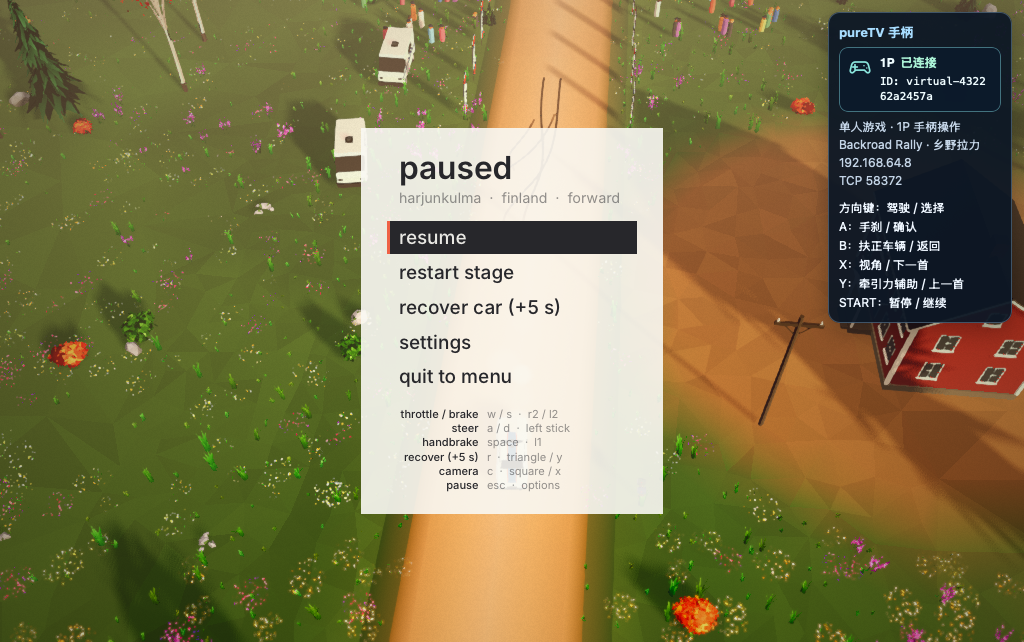 paused
harjunkulma · finland · forward
resume
restart stage
recover car (+5 s)
settings
quit to menu
throttle / brake w / s · r2 / l2
steer a / d · left stick
handbrake space · l1
recover (+5 s) r · triangle / y
camera c · square / x
pause esc · options
pureTV 手柄
1P 已连接
ID: virtual-4322
62a2457a
单人游戏 · 1P 手柄操作
Backroad Rally · 乡野拉力
192.168.64.8
TCP 58372
方向键：驾驶 / 选择
A：手刹 / 确认
B：扶正车辆 / 返回
X：视角 / 下一首
Y：牵引力辅助 / 上一首
START：暂停 / 继续